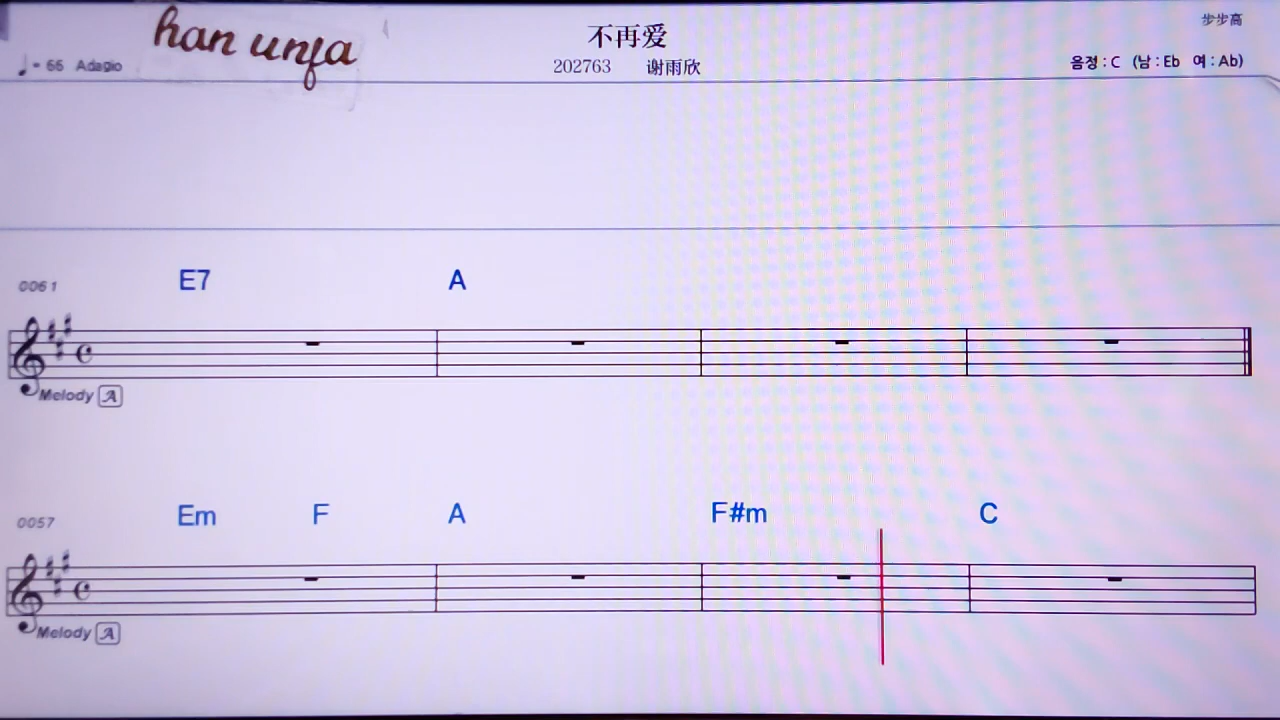 han unfa
不再爱
步步高
♩= 66 Adagio
202763 谢雨欣
음정 : C (남 : Eb 여 : Ab)
0061 E7 A
Melody A
0057 Em F A F#m C
Melody A